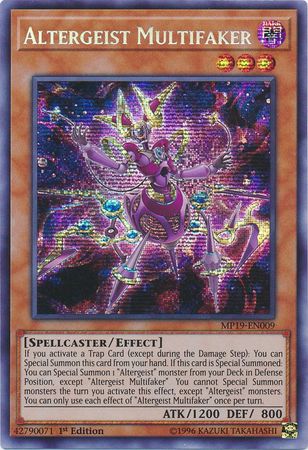 ALTERGEIST MULTIFAKER
DARK
MP19-EN009
[SPELLCASTER/EFFECT]
If you activate a Trap Card (except during the Damage Step): You can
Special Summon this card from your hand. If this card is Special Summoned:
You can Special Summon 1 "Altergeist" monster from your Deck in Defense
Position, except "Altergeist Multifaker" You cannot Special Summon
monsters the turn you activate this effect, except "Altergeist" monsters.
You can only use each effect of "Altergeist Multifaker" once per turn.
ATK/1200 DEF/ 800
42790071 1st Edition ©1996 KAZUKI TAKAHASHI